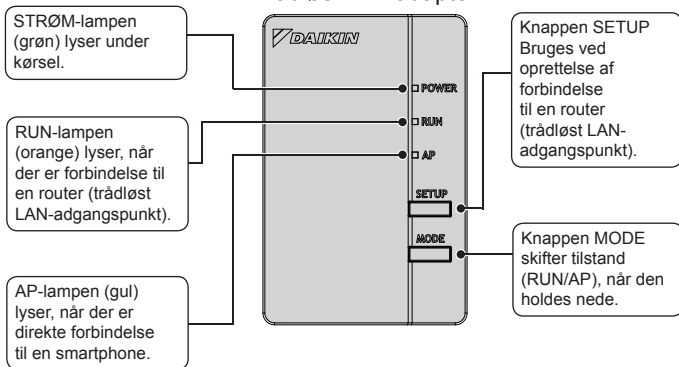 STRØM-lampen
(grøn) lyser under
kørsel.
RUN-lampen
(orange) lyser, når
der er forbindelse til
en router (trådløst
LAN-adgangspunkt).
AP-lampen (gul)
lyser, når der er
direkte forbindelse
til en smartphone.
DAIKIN
POWER
RUN
AP
SETUP
MODE
Knappen SETUP
Bruges ved
oprettelse af
forbindelse
til en router
(trådløst LAN-
adgangspunkt).
Knappen MODE
skifter tilstand
(RUN/AP), når den
holdes nede.